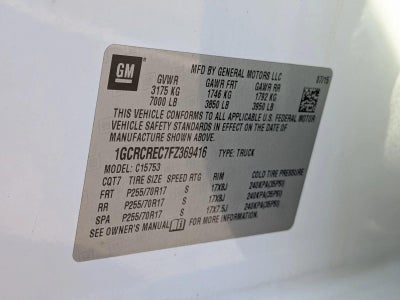 GM
MFD BY GENERAL MOTORS LLC 07/15
GVWR GAWR FRT GAWR RR
3175 KG 1746 KG 1792 KG
7000 LB 3850 LB 3950 LB
THIS VEHICLE CONFORMS TO ALL APPLICABLE U.S. FEDERAL MOTOR
VEHICLE SAFETY STANDARDS IN EFFECT ON THE DATE OF
MANUFACTURE SHOWN ABOVE.
1GCRCREC7FZ369416 TYPE: TRUCK
MODEL: C15753
CQT7 TIRE SIZE SPEED RTG RIM COLD TIRE PRESSURE
FRT P255/70R17 S 17X8J 240KPA(35PSI)
RR P255/70R17 S 17X8J 240KPA(35PSI)
SPA P255/70R17 S 17X7.5J 240KPA(35PSI)
SEE OWNER'S MANUAL FOR MORE INFORMATION.